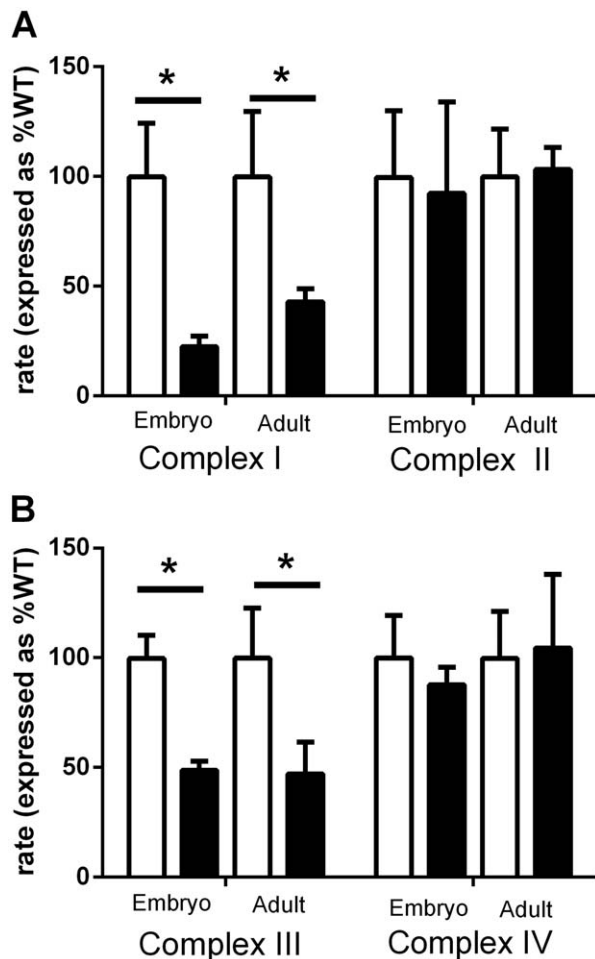 A
rate (expressed as %WT)
150
100
50
0
*
*
Embryo Adult Embryo Adult
Complex I Complex II
B
rate (expressed as %WT)
150
100
50
0
*
*
Embryo Adult Embryo Adult
Complex III Complex IV